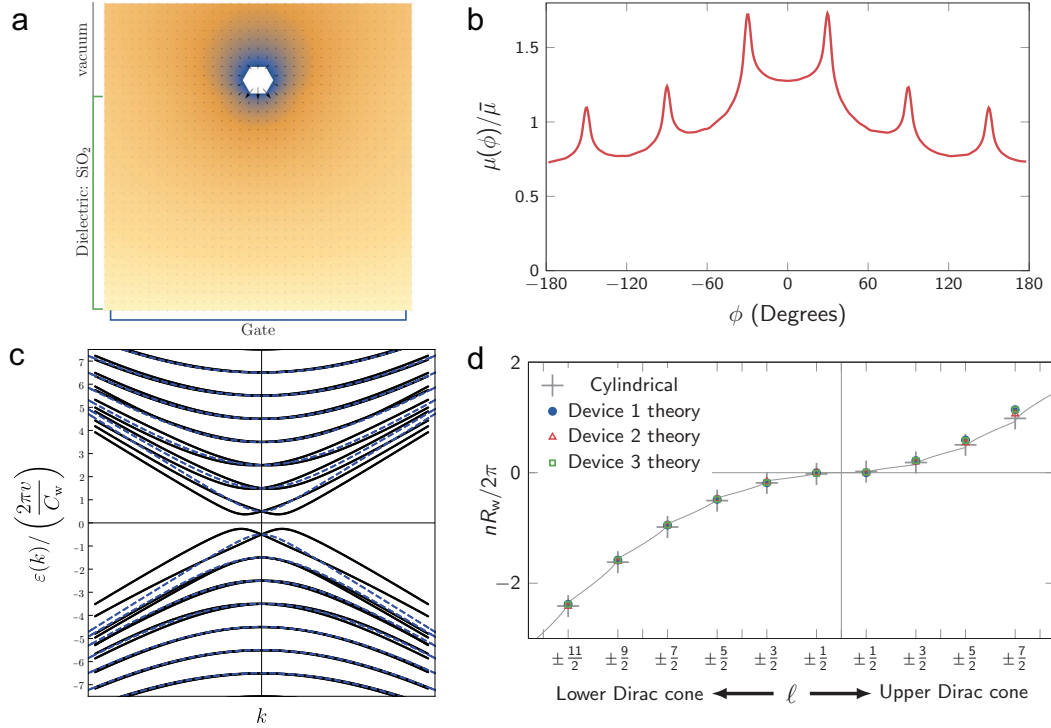 a
vacuum
Dielectric: SiO₂
Gate
b
μ(φ)/μ̄
1.5
1
0.5
0
−180 −120 −60 0 60 120 180
φ (Degrees)
c
ε(k)/(2πv/C_w)
7
6
5
4
3
2
1
0
-1
-2
-3
-4
-5
-6
-7
k
d
nR_w/2π
2
0
−2
Cylindrical
Device 1 theory
Device 2 theory
Device 3 theory
±11/2 ±9/2 ±7/2 ±5/2 ±3/2 ±1/2 ±1/2 ±3/2 ±5/2 ±7/2
Lower Dirac cone ℓ Upper Dirac cone